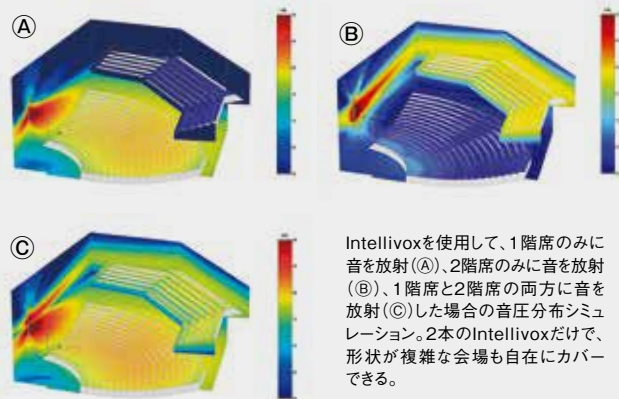 Ⓐ
Ⓑ
Ⓒ
Intellivoxを使用して、1階席のみに
音を放射(Ⓐ)、2階席のみに音を放射
(Ⓑ)、1階席と2階席の両方に音を
放射(Ⓒ)した場合の音圧分布シミュ
レーション。2本のIntellivoxだけで、
形状が複雑な会場も自在にカバー
できる。